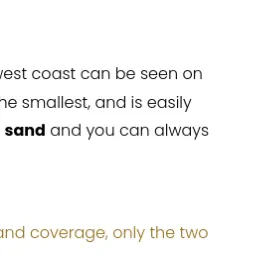 west coast can be seen on
he smallest, and is easily
sand and you can always
and coverage, only the two